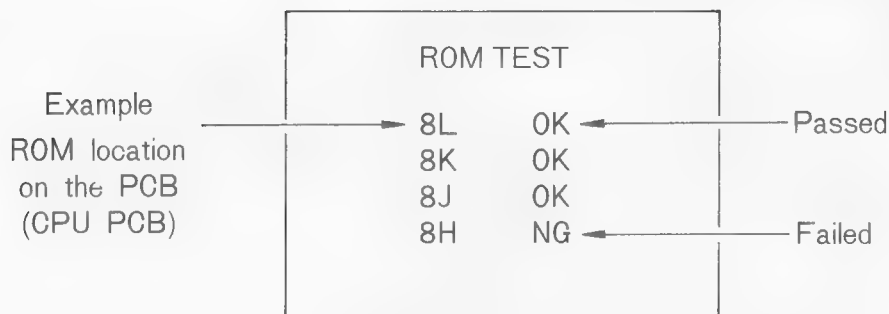 ROM TEST
Example
ROM location
on the PCB
(CPU PCB)
8L OK
8K OK
8J OK
8H NG
Passed
Failed